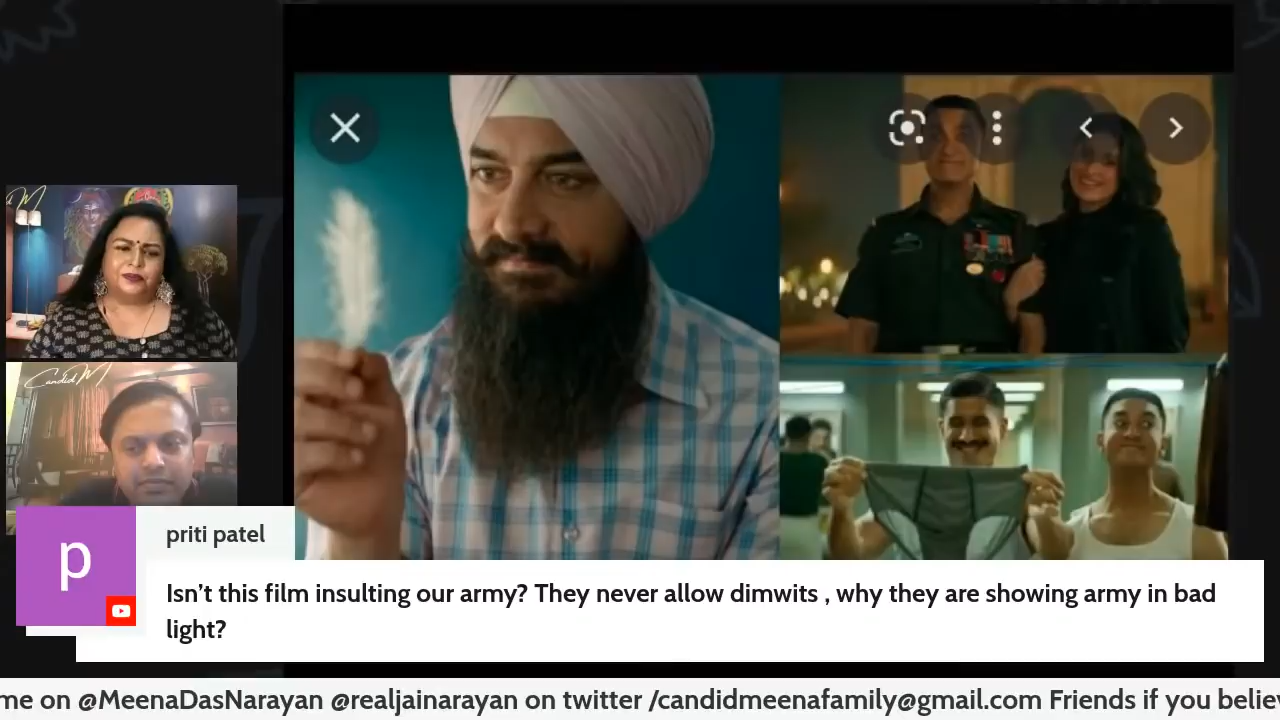 CandidM
p
priti patel
Isn't this film insulting our army? They never allow dimwits , why they are showing army in bad
light?
me on @MeenaDasNarayan @realjainarayan on twitter /candidmeenafamily@gmail.com Friends if you believ